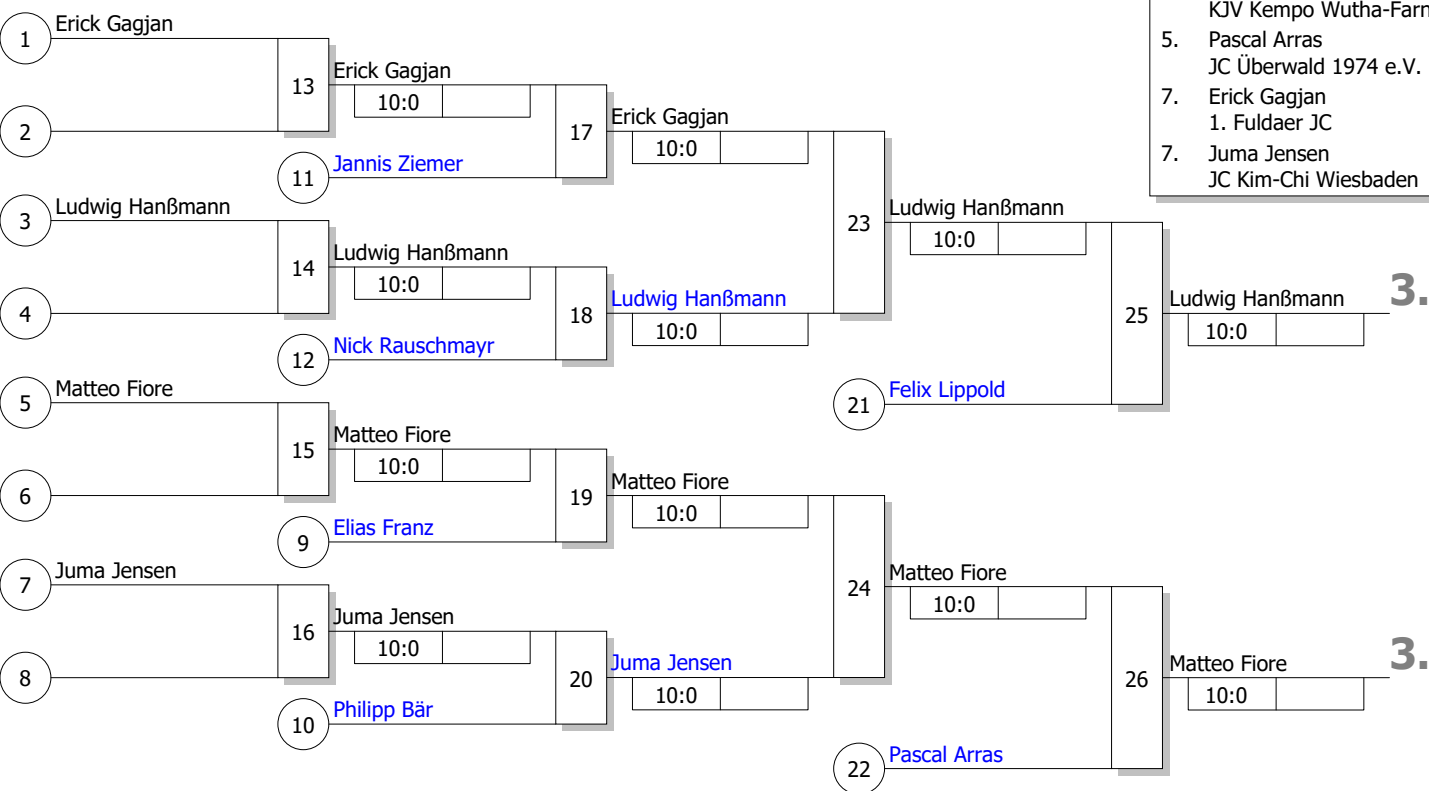 KJV Kempo Wutha-Farn
5. Pascal Arras
JC Überwald 1974 e.V.
7. Erick Gagjan
1. Fuldaer JC
7. Juma Jensen
JC Kim-Chi Wiesbaden
1 Erick Gagjan
2
13 Erick Gagjan
10:0
11 Jannis Ziemer
17 Erick Gagjan
10:0
3 Ludwig Hanßmann
4
14 Ludwig Hanßmann
10:0
12 Nick Rauschmayr
18 Ludwig Hanßmann
10:0
23 Ludwig Hanßmann
10:0
21 Felix Lippold
25 Ludwig Hanßmann 3.
10:0
5 Matteo Fiore
6
15 Matteo Fiore
10:0
9 Elias Franz
19 Matteo Fiore
10:0
7 Juma Jensen
8
16 Juma Jensen
10:0
10 Philipp Bär
20 Juma Jensen
10:0
24 Matteo Fiore
10:0
22 Pascal Arras
26 Matteo Fiore 3.
10:0